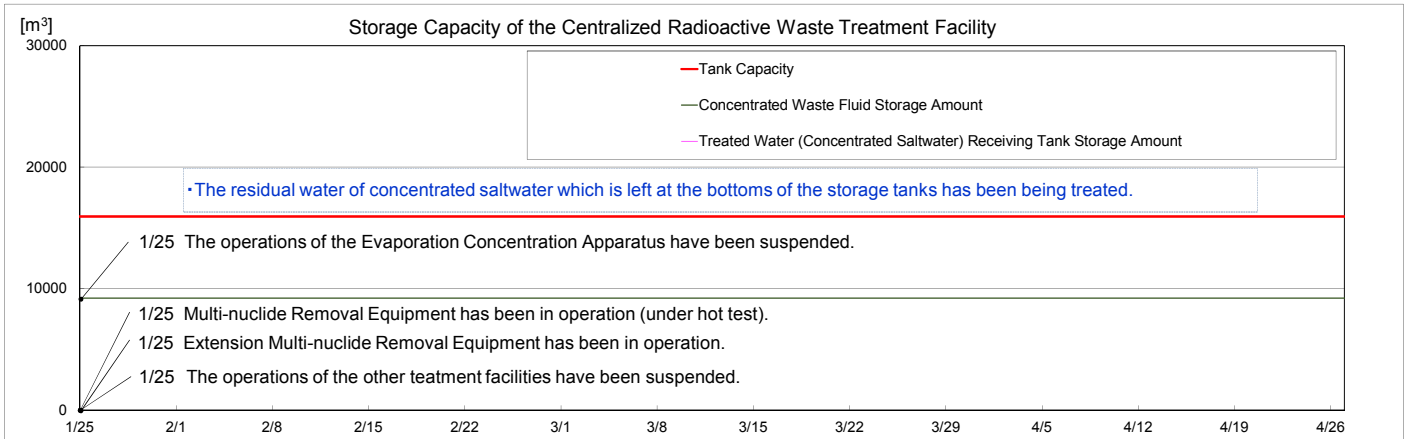 Storage Capacity of the Centralized Radioactive Waste Treatment Facility
[m³]
30000
Tank Capacity
Concentrated Waste Fluid Storage Amount
Treated Water (Concentrated Saltwater) Receiving Tank Storage Amount
20000
・The residual water of concentrated saltwater which is left at the bottoms of the storage tanks has been being treated.
1/25 The operations of the Evaporation Concentration Apparatus have been suspended.
10000
1/25 Multi-nuclide Removal Equipment has been in operation (under hot test).
1/25 Extension Multi-nuclide Removal Equipment has been in operation.
1/25 The operations of the other teatment facilities have been suspended.
0
1/25 2/1 2/8 2/15 2/22 3/1 3/8 3/15 3/22 3/29 4/5 4/12 4/19 4/26